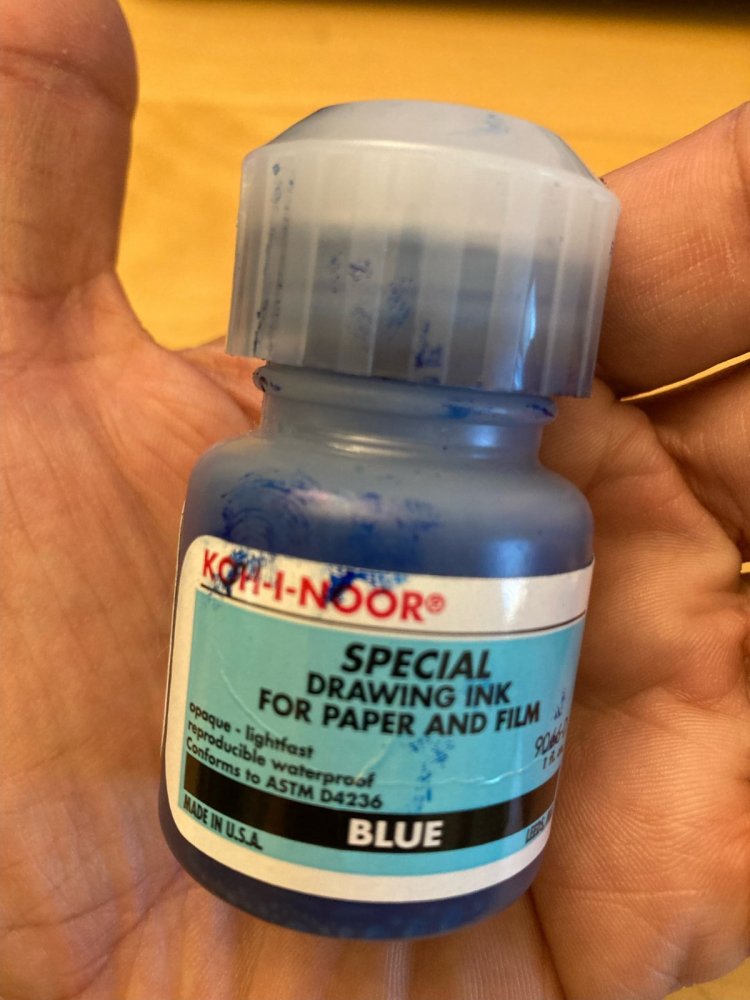 KOH-I-NOOR®
SPECIAL
DRAWING INK
FOR PAPER AND FILM
opaque - lightfast
reproducible waterproof
Conforms to ASTM D4236
BLUE
MADE IN U.S.A.
LEEDS,